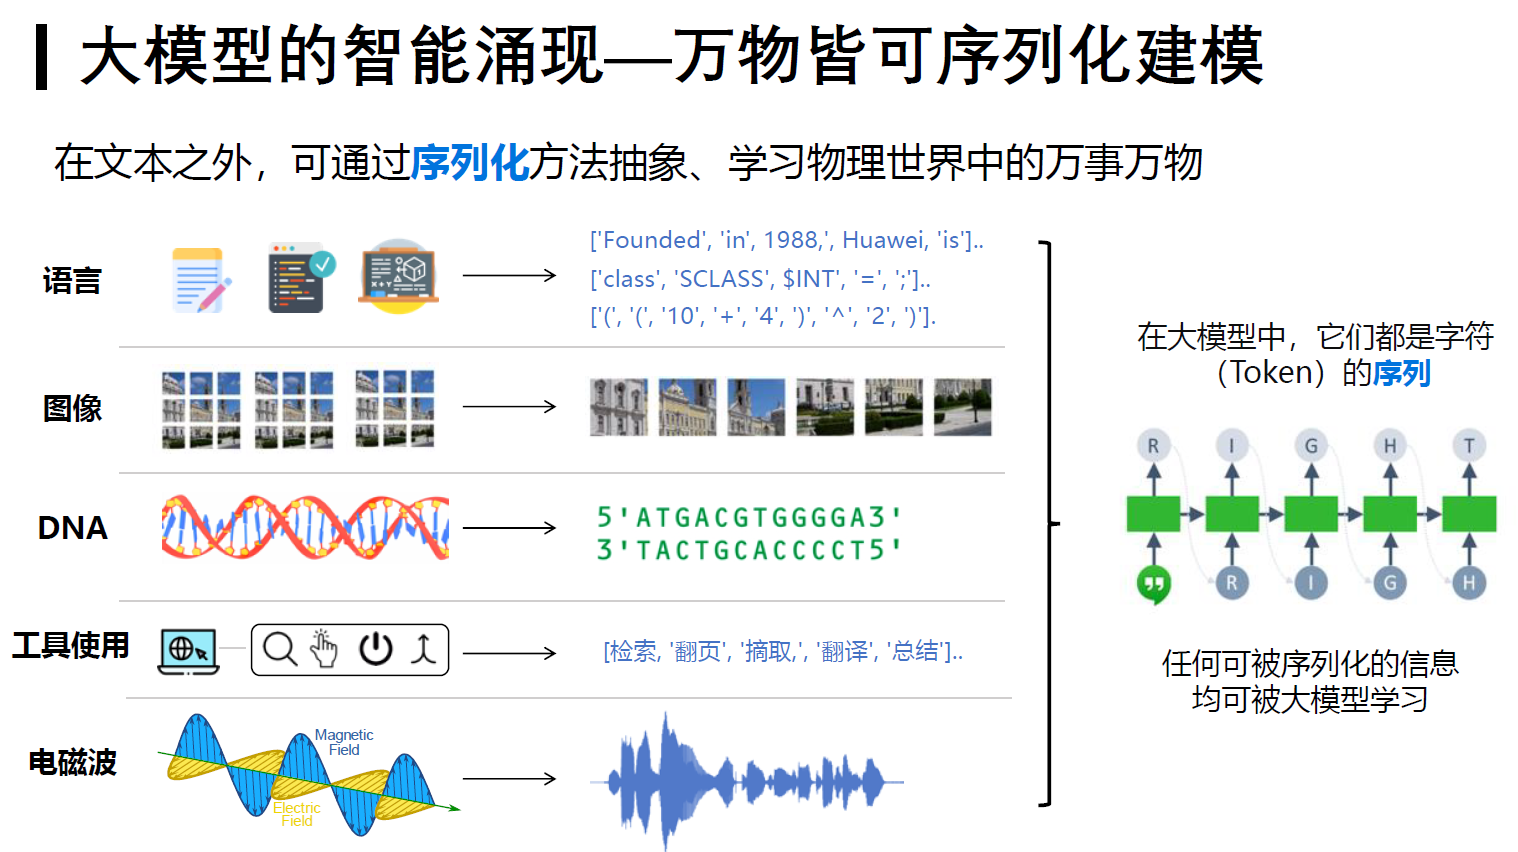 大模型的智能涌现—万物皆可序列化建模
在文本之外，可通过序列化方法抽象、学习物理世界中的万事万物
语言
['Founded', 'in', 1988,', Huawei, 'is']..
['class', 'SCLASS', $INT', '=', ';']..
['(', '(', '10', '+', '4', ')', '^', '2', ')'].
X+Y
图像
DNA
5'ATGACGTGGGGA3'
3'TACTGCACCCCT5'
工具使用
[检索, '翻页', '摘取,', '翻译', '总结']..
电磁波
Magnetic
Field
Electric
Field
在大模型中，它们都是字符
（Token）的序列
R I G H T
R I G H
任何可被序列化的信息
均可被大模型学习